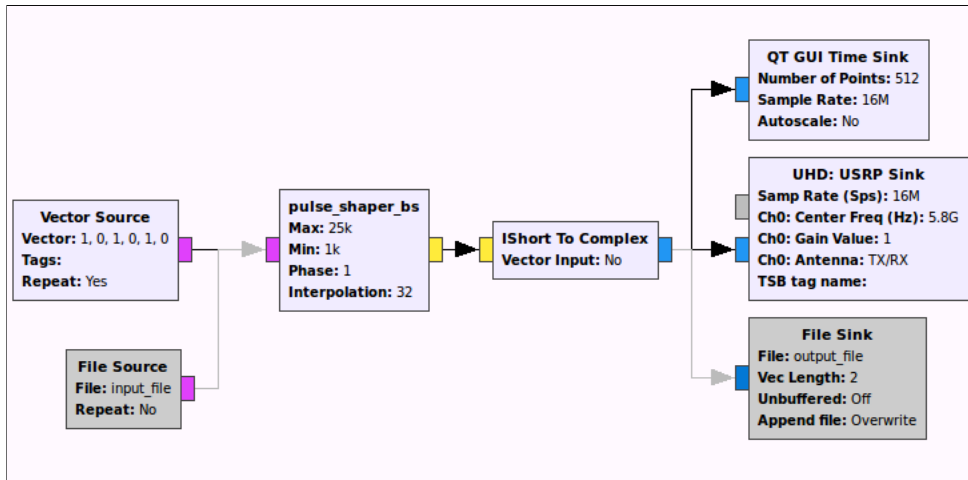 Vector Source
Vector: 1, 0, 1, 0, 1, 0
Tags:
Repeat: Yes
File Source
File: input_file
Repeat: No
pulse_shaper_bs
Max: 25k
Min: 1k
Phase: 1
Interpolation: 32
IShort To Complex
Vector Input: No
QT GUI Time Sink
Number of Points: 512
Sample Rate: 16M
Autoscale: No
UHD: USRP Sink
Samp Rate (Sps): 16M
Ch0: Center Freq (Hz): 5.8G
Ch0: Gain Value: 1
Ch0: Antenna: TX/RX
TSB tag name:
File Sink
File: output_file
Vec Length: 2
Unbuffered: Off
Append file: Overwrite